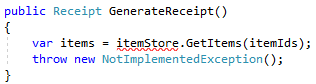 public Receipt GenerateReceipt()
{
    var items = itemStore.GetItems(itemIds);
    throw new NotImplementedException();
}